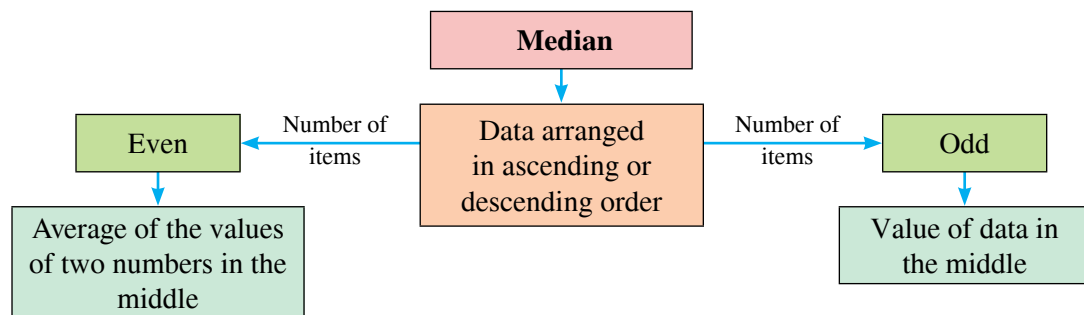 Median
Number of
items
Data arranged
in ascending or
descending order
Number of
items
Even
Odd
Average of the values
of two numbers in the
middle
Value of data in
the middle